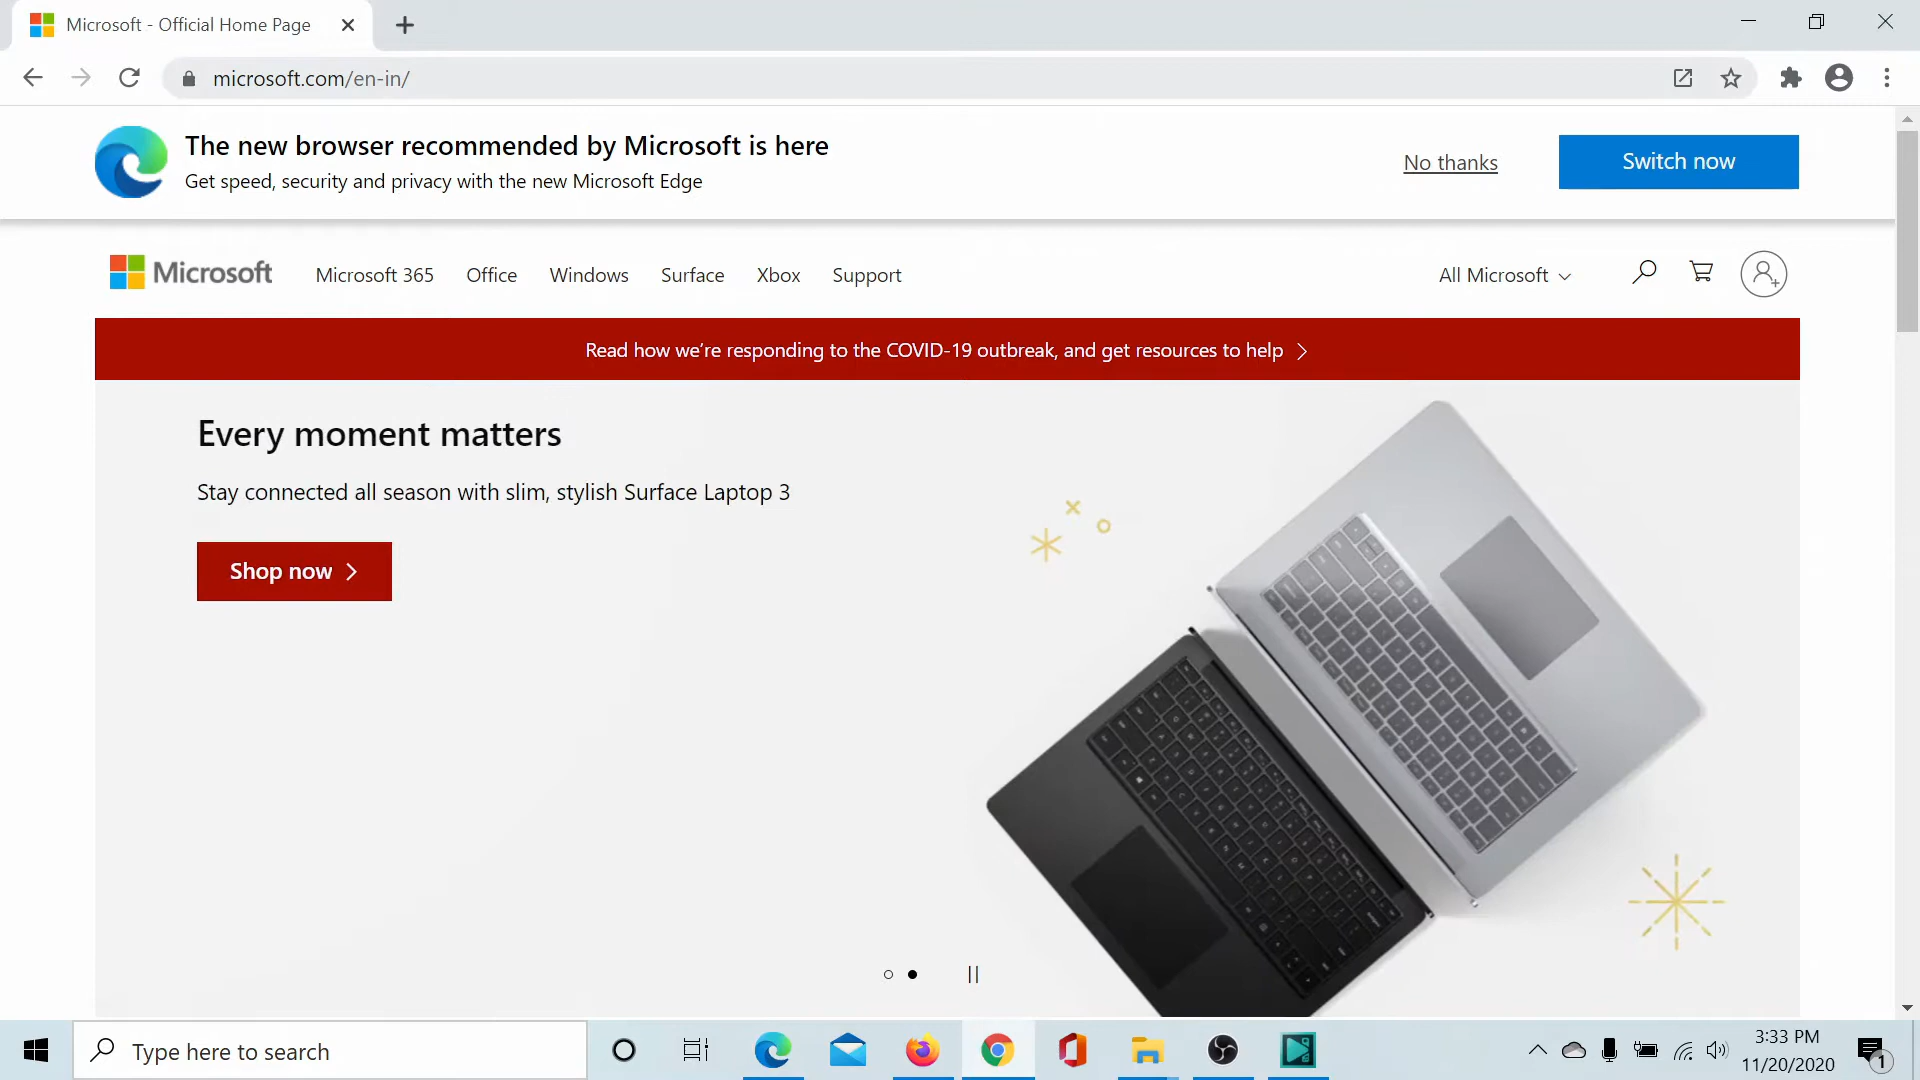 Microsoft - Official Home Page
microsoft.com/en-in/
The new browser recommended by Microsoft is here
Get speed, security and privacy with the new Microsoft Edge
No thanks
Switch now
Microsoft
Microsoft 365
Office
Windows
Surface
Xbox
Support
All Microsoft
Read how we’re responding to the COVID-19 outbreak, and get resources to help
Every moment matters
Stay connected all season with slim, stylish Surface Laptop 3
Shop now
Type here to search
3:33 PM
11/20/2020
1